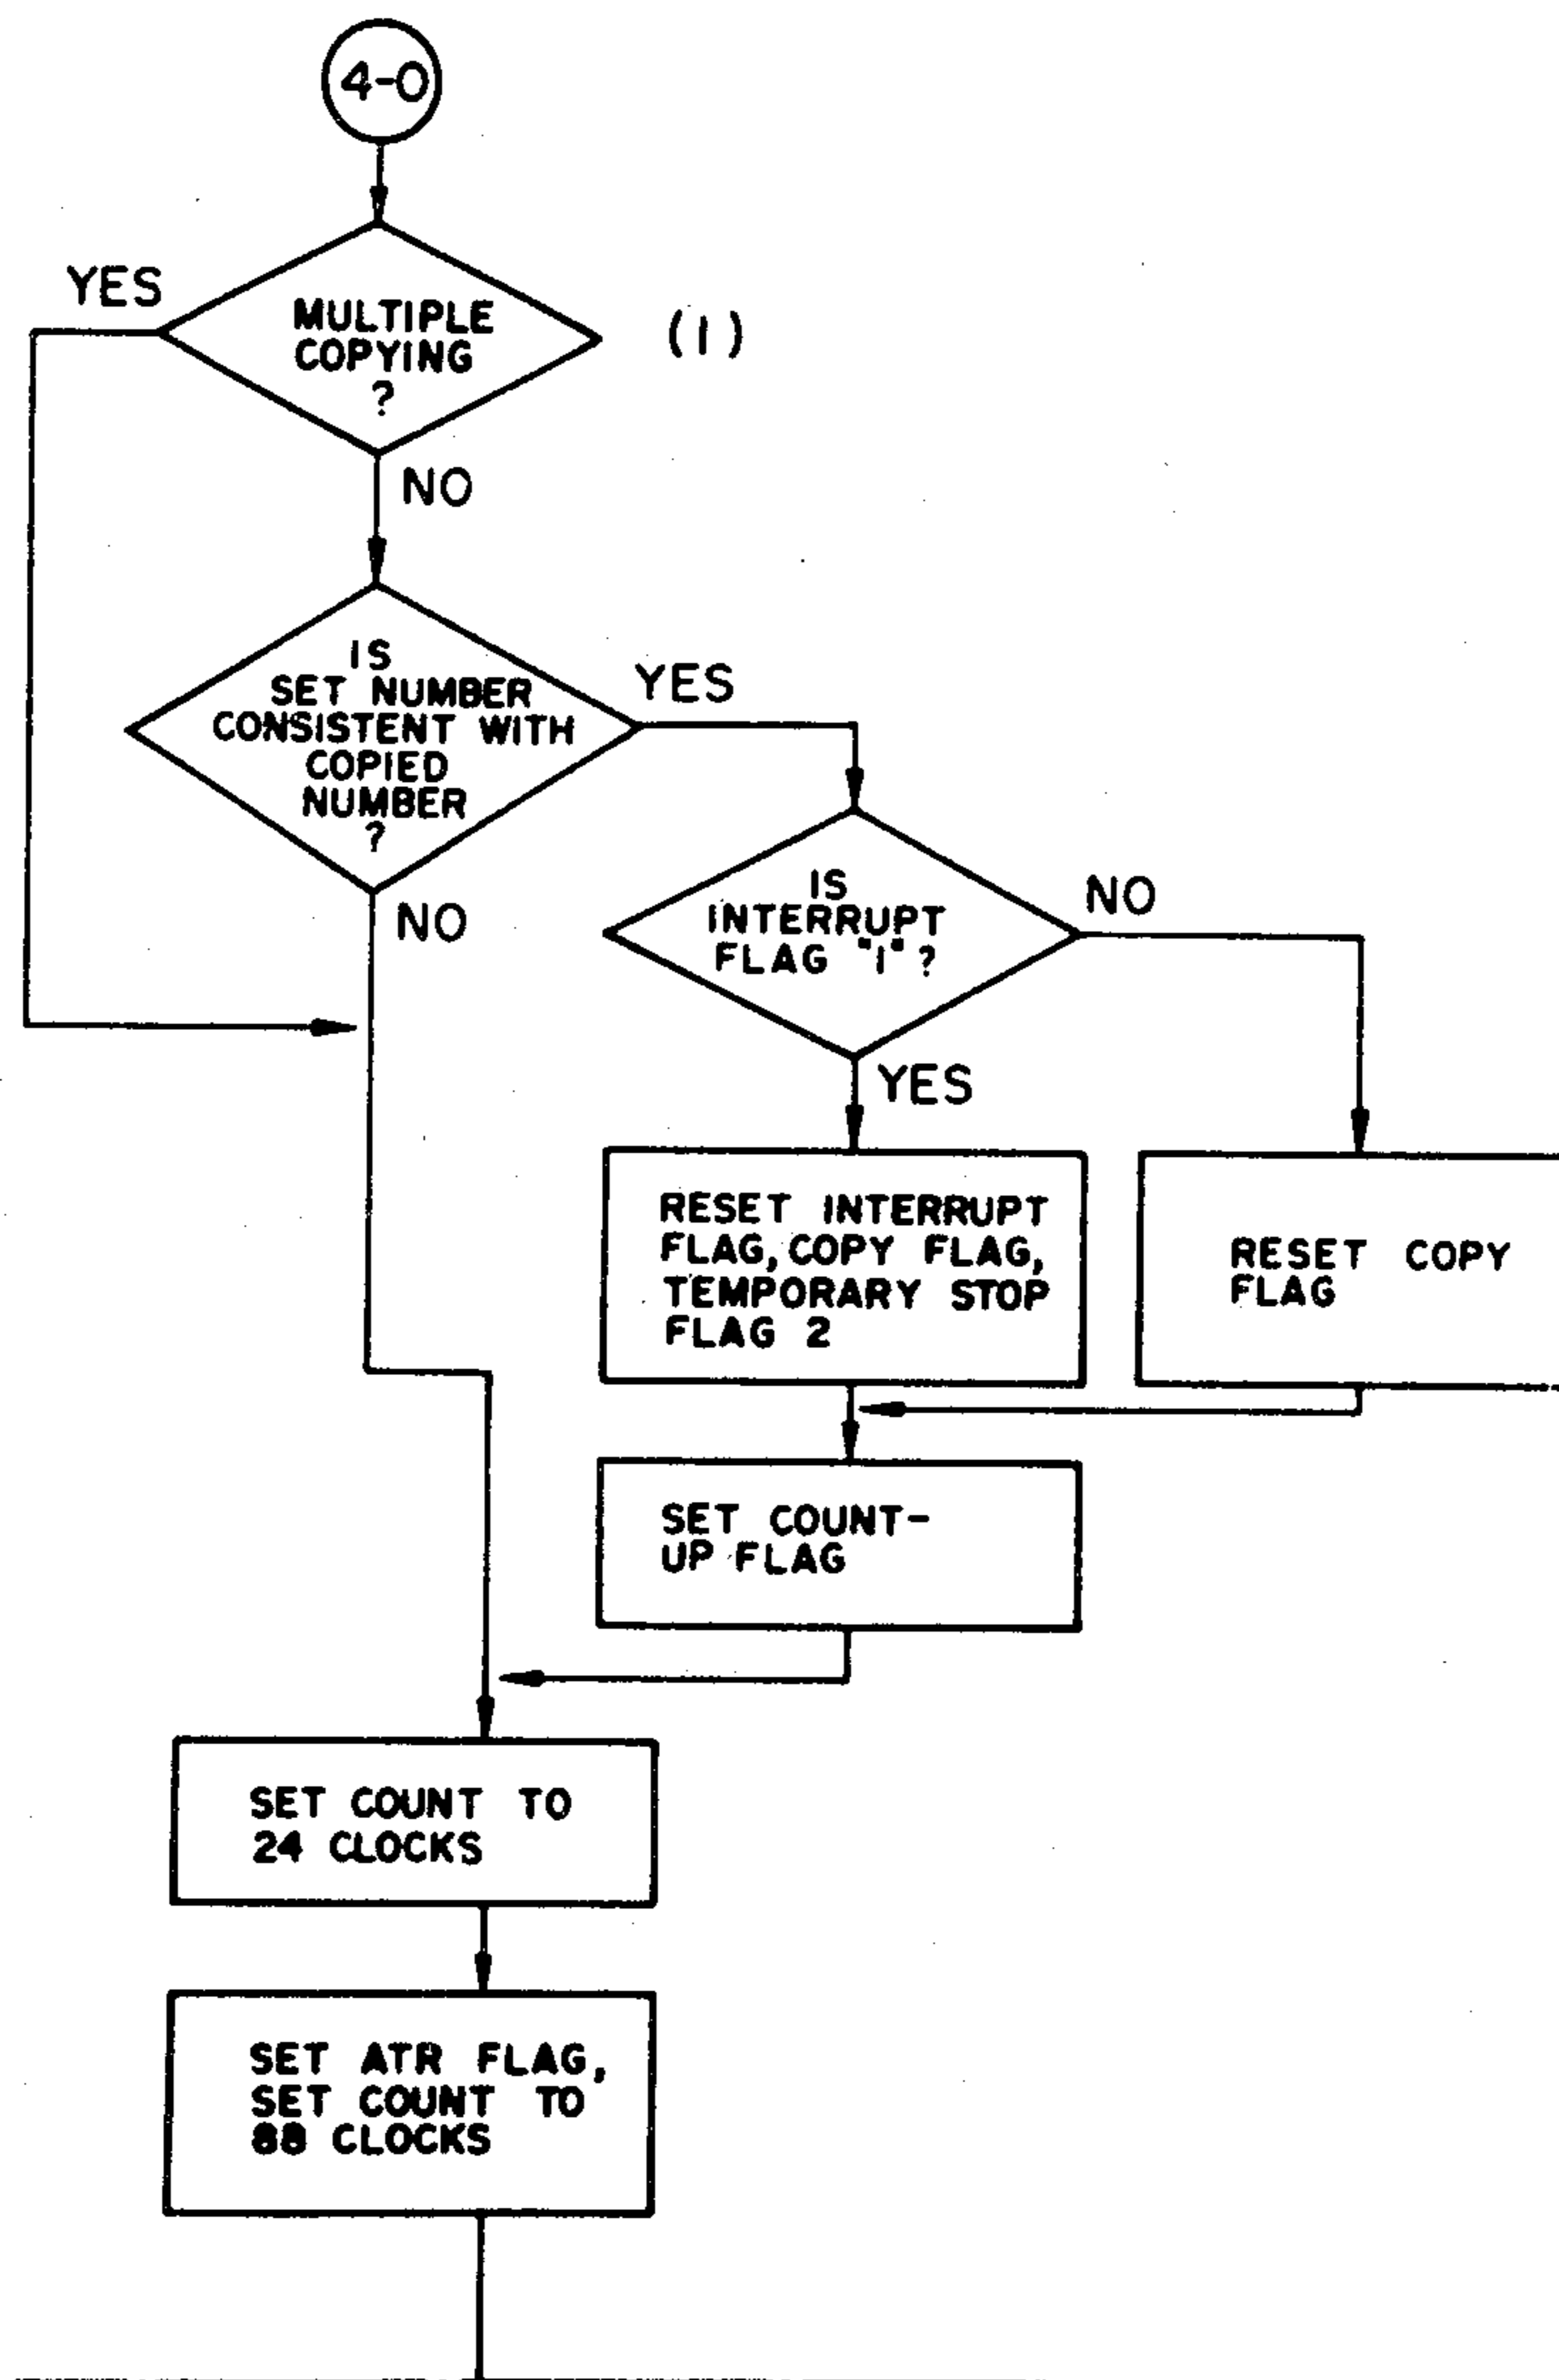 4-0
YES
MULTIPLE
COPYING
?
(1)
NO
IS
SET NUMBER
CONSISTENT WITH
COPIED
NUMBER
?
YES
NO
IS
INTERRUPT
FLAG "1" ?
NO
YES
RESET INTERRUPT
FLAG, COPY FLAG,
TEMPORARY STOP
FLAG 2
RESET COPY
FLAG
SET COUNT-
UP FLAG
SET COUNT TO
24 CLOCKS
SET ATR FLAG,
SET COUNT TO
88 CLOCKS